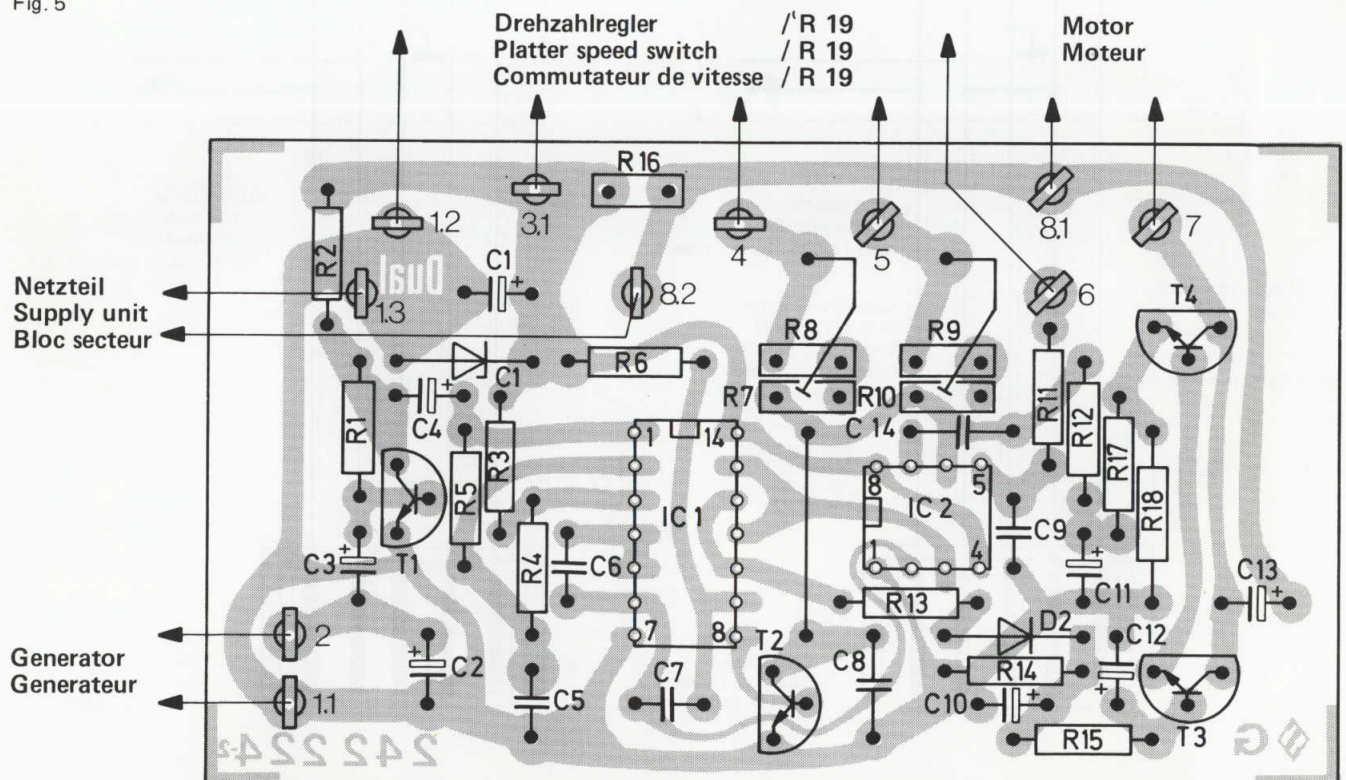 Fig. 5
Drehzahlregler / R 19
Platter speed switch / R 19
Commutateur de vitesse / R 19
Motor
Moteur
R 16
1.2
3.1
4
5
8.1
7
R2
Dual
C1
8.2
6
T4
Netzteil
Supply unit
Bloc secteur
1.3
R8
R9
C1
R6
R7
R10
R11
R12
R1
C4
R3
1
14
C 14
R17
R5
R18
8
5
IC 1
IC 2
C9
C3
T1
R4
C6
1
4
C13
R13
C11
2
7
8
T2
D2
C12
Generator
Generateur
C2
C8
R14
C7
1.1
C5
C10
R15
T3
242 224-2
G